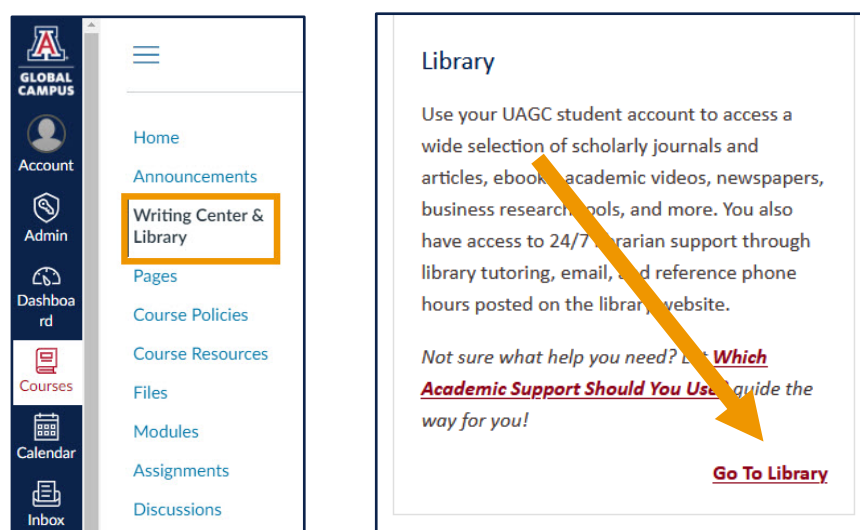 GLOBAL
CAMPUS
Account
Admin
Dashboa
rd
Courses
Calendar
Inbox
Home
Announcements
Writing Center &
Library
Pages
Course Policies
Course Resources
Files
Modules
Assignments
Discussions
Library
Use your UAGC student account to access a
wide selection of scholarly journals and
articles, academic videos, newspapers,
business research and more. You also
have access to 24/7 support through
library tutoring, email, and reference phone
hours posted on the library website.
Not sure what help you need? Which
Academic Support Should You Use guide the
way for you!
Go To Library